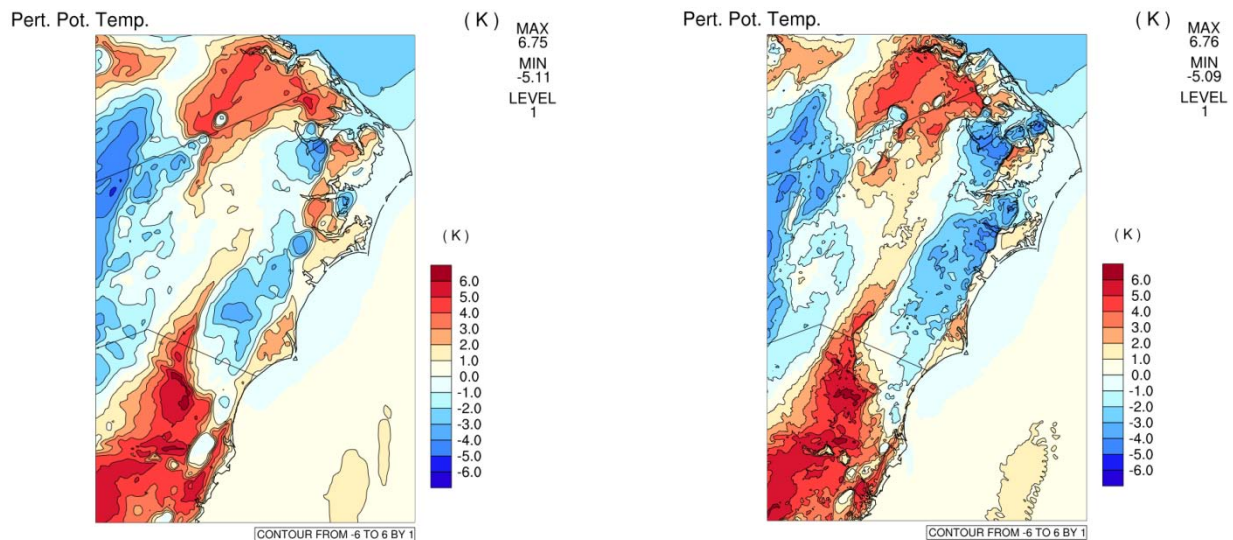 Pert. Pot. Temp. ( K )
MAX
6.75
MIN
-5.11
LEVEL
1
( K )
6.0
5.0
4.0
3.0
2.0
1.0
0.0
-1.0
-2.0
-3.0
-4.0
-5.0
-6.0
CONTOUR FROM -6 TO 6 BY 1
Pert. Pot. Temp. ( K )
MAX
6.76
MIN
-5.09
LEVEL
1
( K )
6.0
5.0
4.0
3.0
2.0
1.0
0.0
-1.0
-2.0
-3.0
-4.0
-5.0
-6.0
CONTOUR FROM -6 TO 6 BY 1